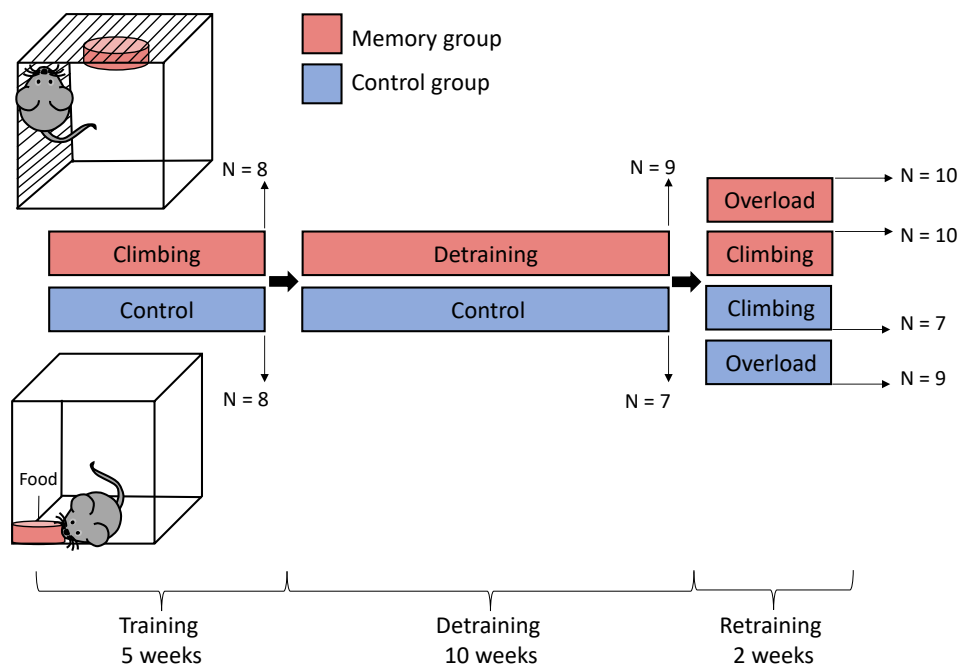 Memory group
Control group
N = 8
N = 9
N = 10
Overload
N = 10
Climbing
Detraining
Climbing
Control
Control
Climbing
N = 7
Overload
N = 9
N = 8
N = 7
Food
Training
5 weeks
Detraining
10 weeks
Retraining
2 weeks